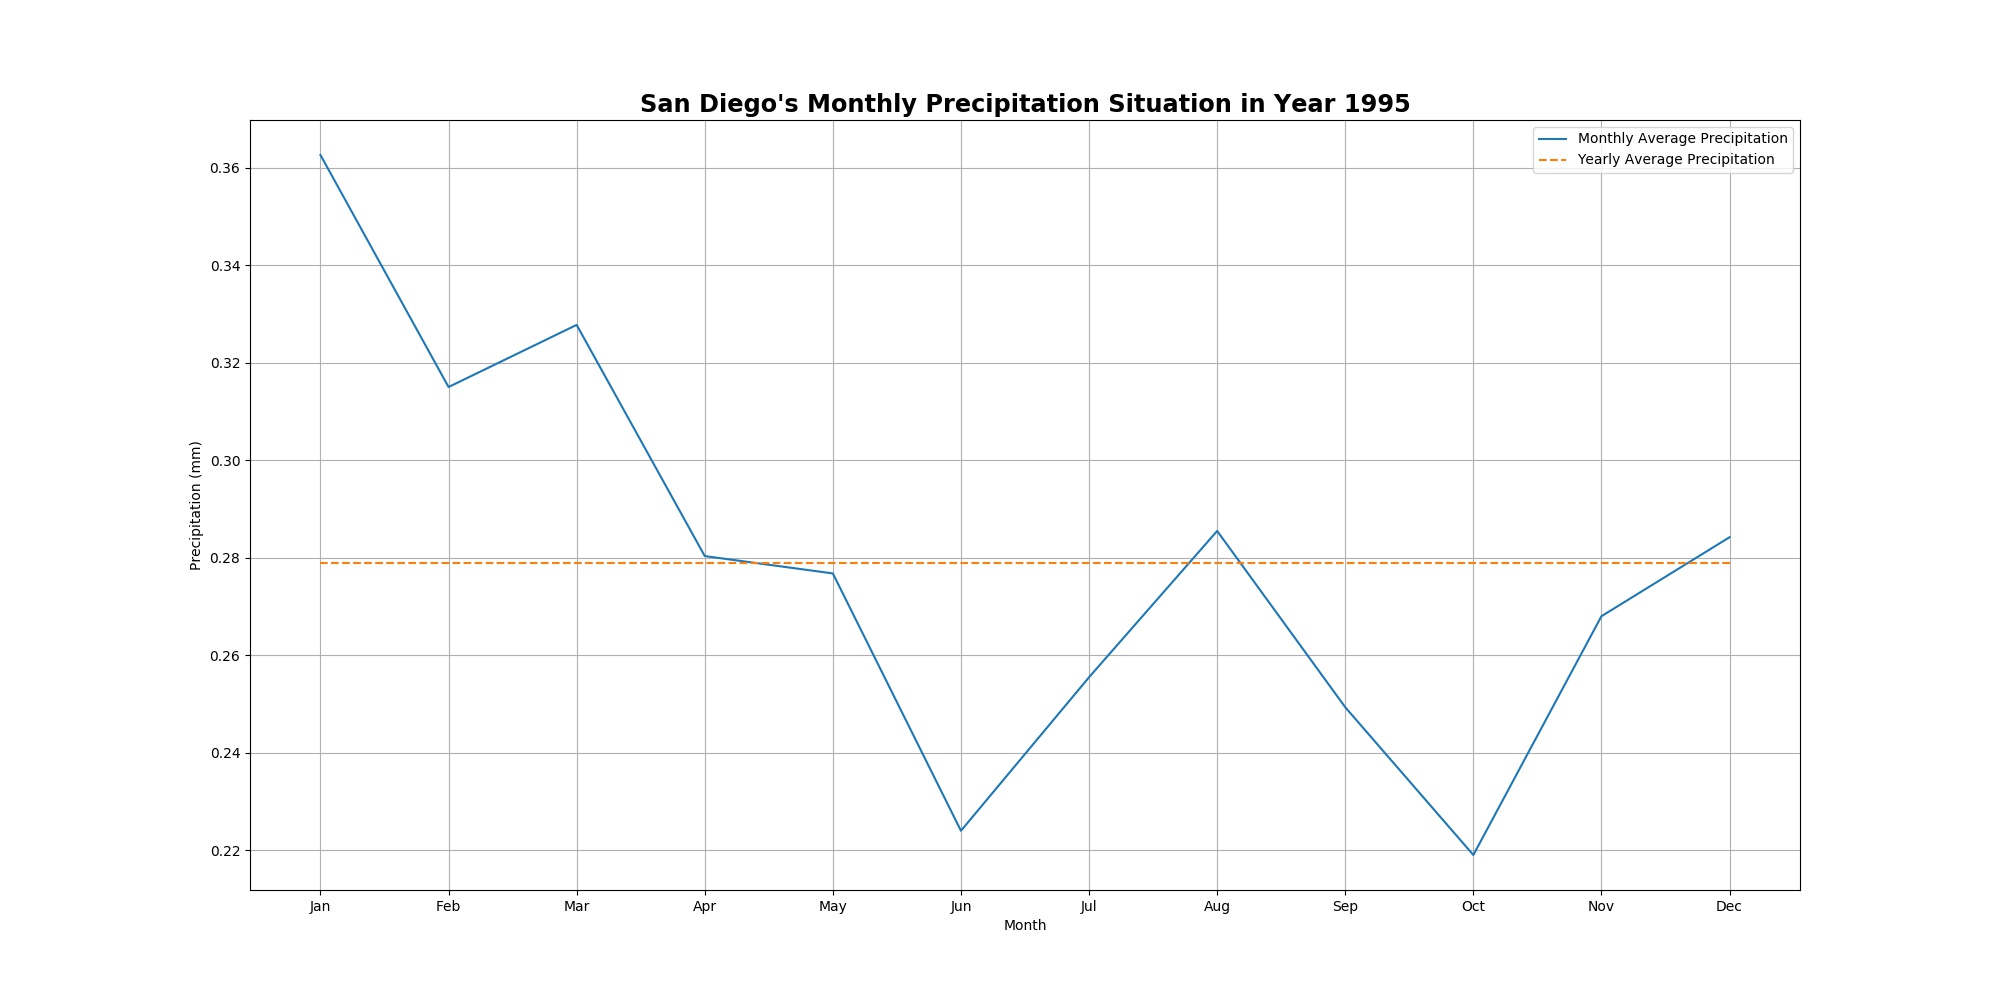 San Diego's Monthly Precipitation Situation in Year 1995
Monthly Average Precipitation
Yearly Average Precipitation
0.36
0.34
0.32
0.30
0.28
0.26
0.24
0.22
Precipitation (mm)
Jan Feb Mar Apr May Jun Jul Aug Sep Oct Nov Dec
Month